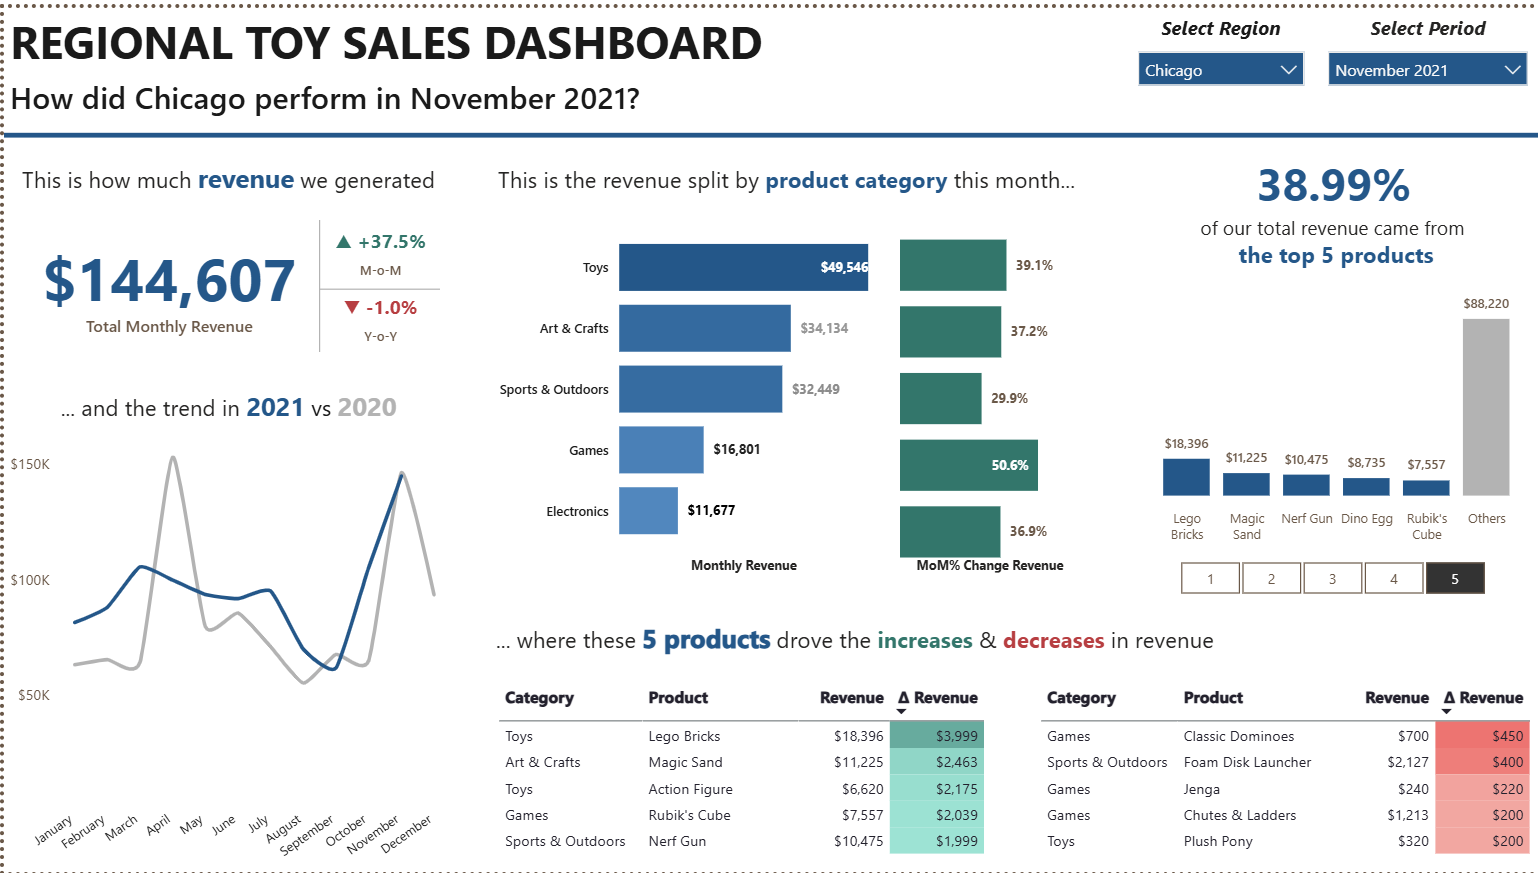 REGIONAL TOY SALES DASHBOARD
How did Chicago perform in November 2021?
Select Region
Chicago
Select Period
November 2021
This is how much revenue we generated
$144,607
Total Monthly Revenue
▲ +37.5%
M-o-M
▼ -1.0%
Y-o-Y
... and the trend in 2021 vs 2020
$150K
$100K
$50K
January
February
March
April
May
June
July
August
September
October
November
December
This is the revenue split by product category this month...
Toys $49,546 39.1%
Art & Crafts $34,134 37.2%
Sports & Outdoors $32,449 29.9%
Games $16,801 50.6%
Electronics $11,677 36.9%
Monthly Revenue
MoM% Change Revenue
38.99%
of our total revenue came from
the top 5 products
$18,396
$11,225
$10,475
$8,735
$7,557
$88,220
Lego Bricks
Magic Sand
Nerf Gun
Dino Egg
Rubik's Cube
Others
1 2 3 4 5
... where these 5 products drove the increases & decreases in revenue
Category Product Revenue Δ Revenue
Toys Lego Bricks $18,396 $3,999
Art & Crafts Magic Sand $11,225 $2,463
Toys Action Figure $6,620 $2,175
Games Rubik's Cube $7,557 $2,039
Sports & Outdoors Nerf Gun $10,475 $1,999
Category Product Revenue Δ Revenue
Games Classic Dominoes $700 $450
Sports & Outdoors Foam Disk Launcher $2,127 $400
Games Jenga $240 $220
Games Chutes & Ladders $1,213 $200
Toys Plush Pony $320 $200